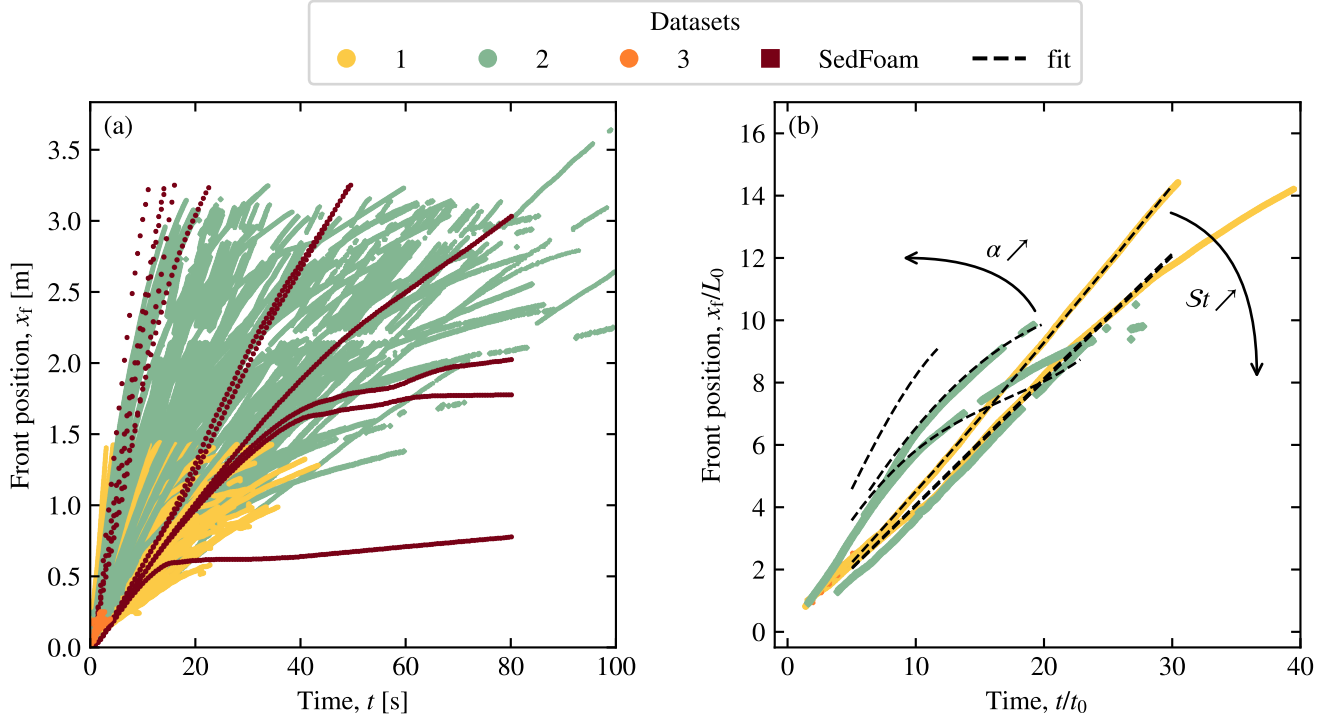 Datasets
1 2 3 SedFoam fit
(a)
Front position, x_f [m]
3.5
3.0
2.5
2.0
1.5
1.0
0.5
0.0
0 20 40 60 80 100
Time, t [s]
(b)
Front position, x_f/L_0
16
14
12
10
8
6
4
2
0
α ↗
St ↗
0 10 20 30 40
Time, t/t_0